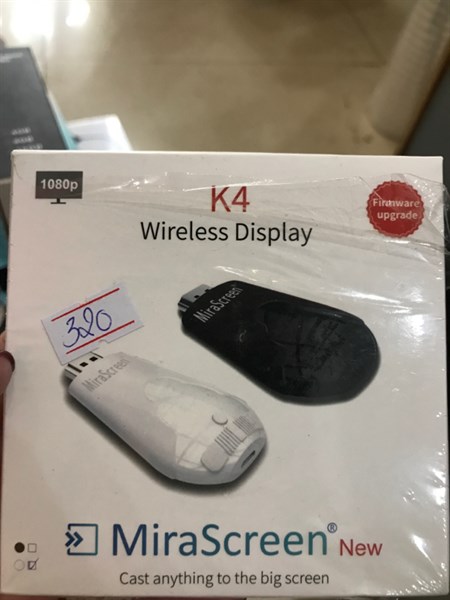 1080p
K4
Wireless Display
Firmware
upgrade
320
MiraScreen
MiraScreen
MiraScreen® New
Cast anything to the big screen